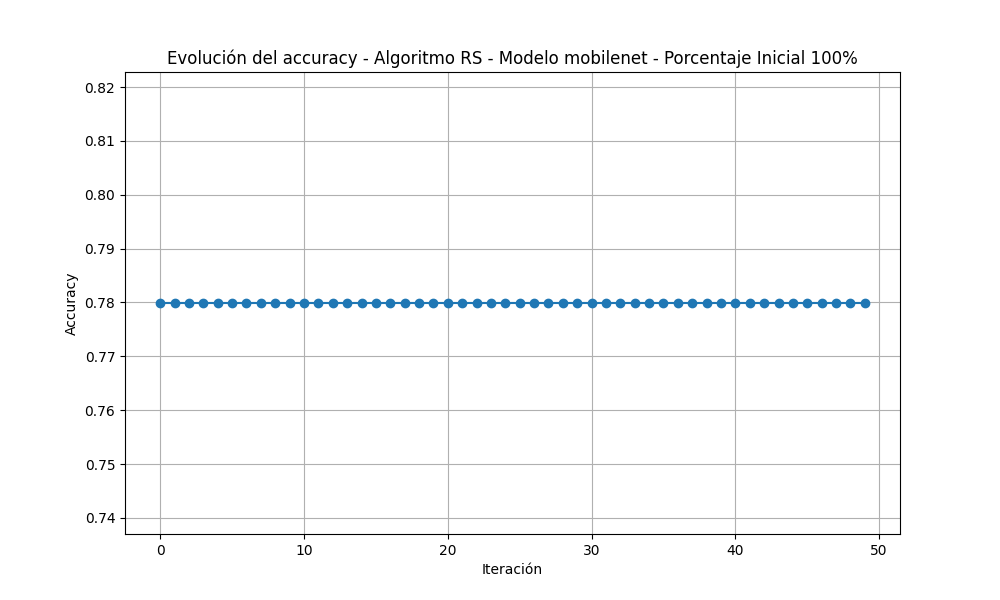 Evolución del accuracy - Algoritmo RS - Modelo mobilenet - Porcentaje Inicial 100%
0.82
0.81
0.80
0.79
0.78
0.77
0.76
0.75
0.74
Accuracy
0 10 20 30 40 50
Iteración